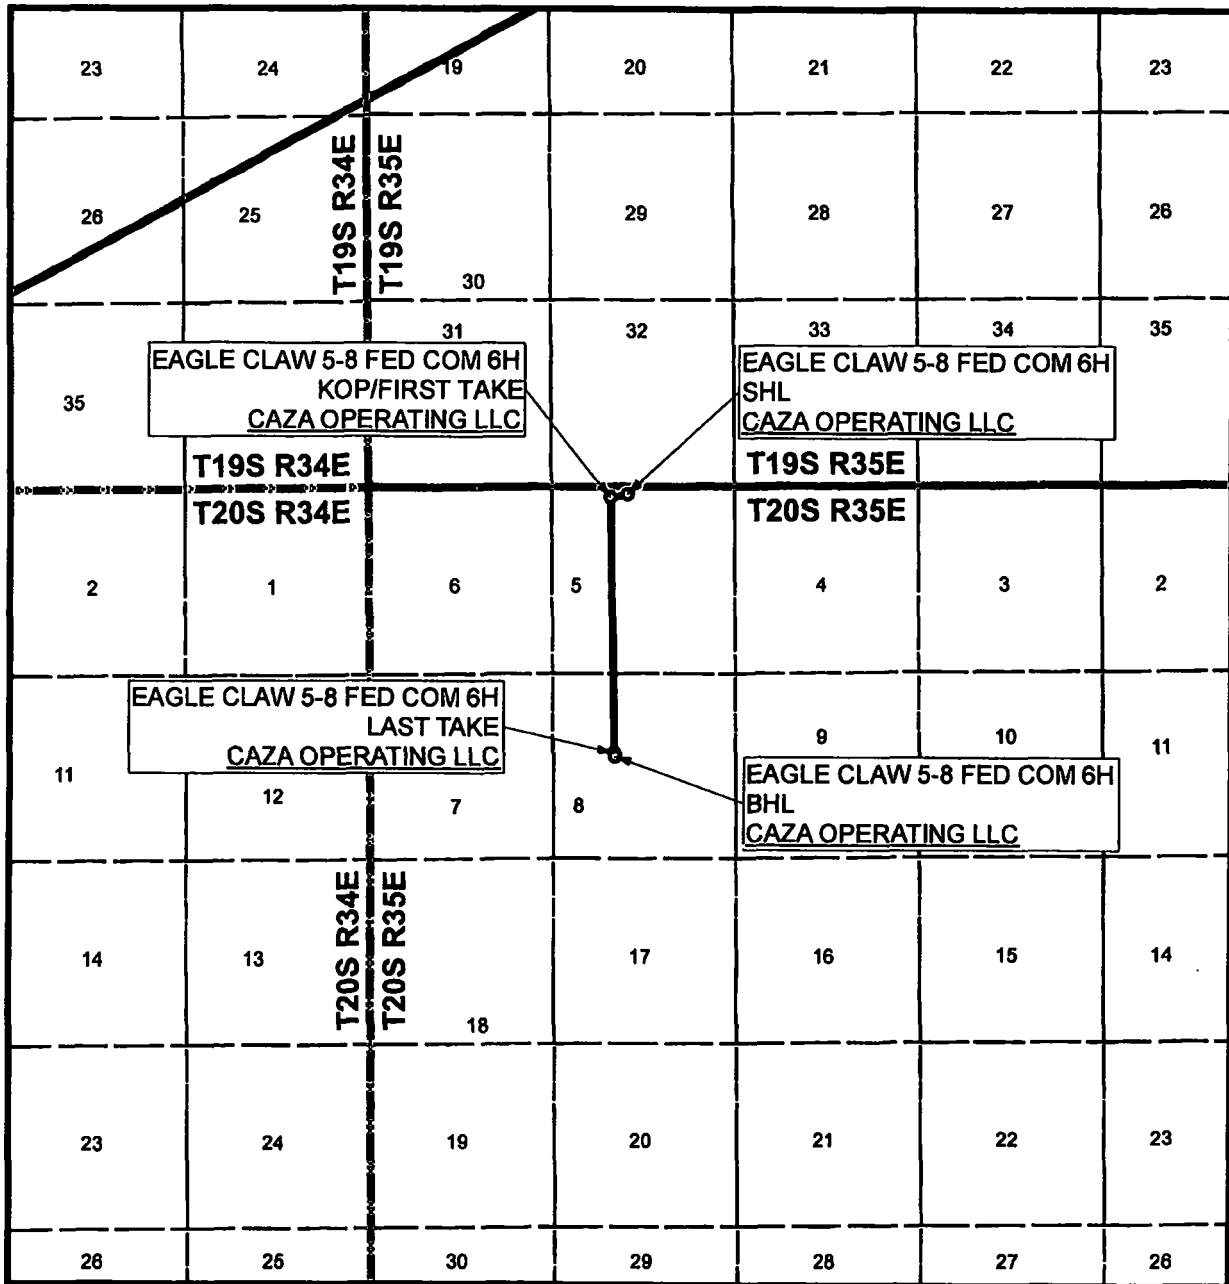 23 24 19 20 21 22 23
26 25 29 28 27 26
T19S R34E
T19S R35E
30
31 32 33 34 35
EAGLE CLAW 5-8 FED COM 6H
KOP/FIRST TAKE
CAZA OPERATING LLC
EAGLE CLAW 5-8 FED COM 6H
SHL
CAZA OPERATING LLC
35
T19S R34E
T19S R35E
T20S R34E
T20S R35E
2 1 6 5 4 3 2
EAGLE CLAW 5-8 FED COM 6H
LAST TAKE
CAZA OPERATING LLC
9 10 11
11 12 7 8
EAGLE CLAW 5-8 FED COM 6H
BHL
CAZA OPERATING LLC
T20S R34E
T20S R35E
14 13 17 16 15 14
18
23 24 19 20 21 22 23
26 25 30 29 28 27 26